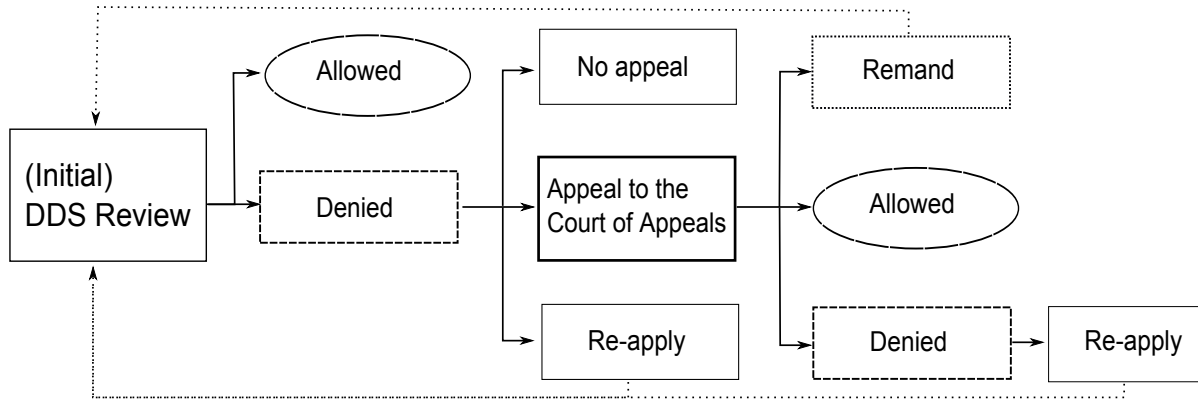 (Initial)
DDS Review
Allowed
Denied
No appeal
Appeal to the
Court of Appeals
Re-apply
Remand
Allowed
Denied
Re-apply